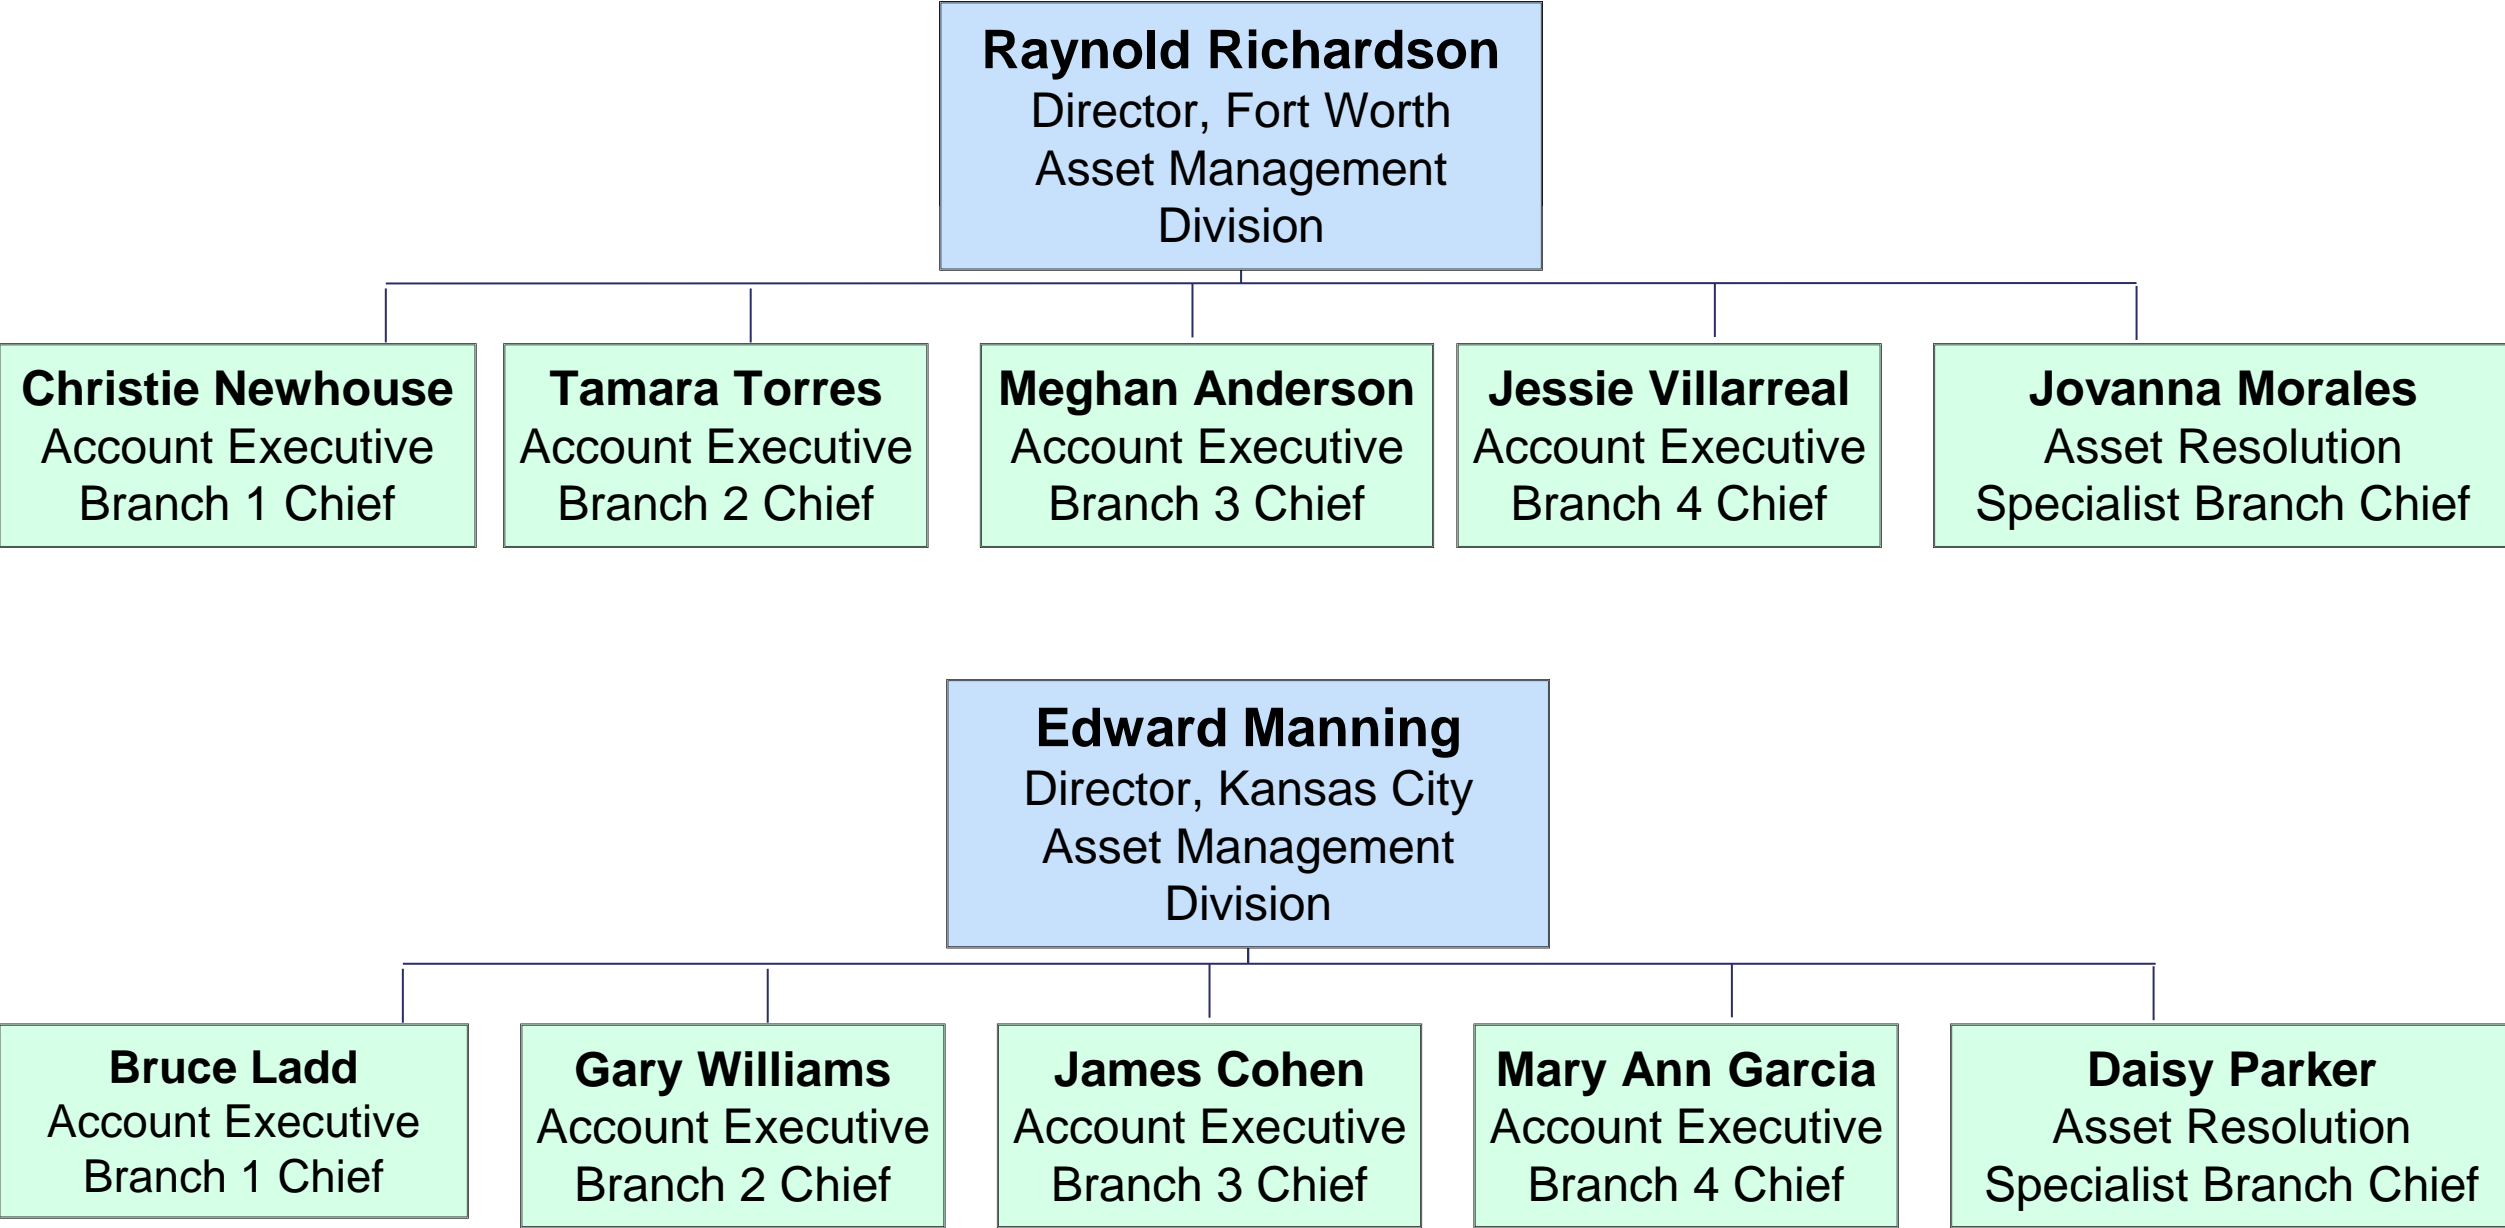 Raynold Richardson
Director, Fort Worth
Asset Management
Division
Christie Newhouse
Account Executive
Branch 1 Chief
Tamara Torres
Account Executive
Branch 2 Chief
Meghan Anderson
Account Executive
Branch 3 Chief
Jessie Villarreal
Account Executive
Branch 4 Chief
Jovanna Morales
Asset Resolution
Specialist Branch Chief
Edward Manning
Director, Kansas City
Asset Management
Division
Bruce Ladd
Account Executive
Branch 1 Chief
Gary Williams
Account Executive
Branch 2 Chief
James Cohen
Account Executive
Branch 3 Chief
Mary Ann Garcia
Account Executive
Branch 4 Chief
Daisy Parker
Asset Resolution
Specialist Branch Chief